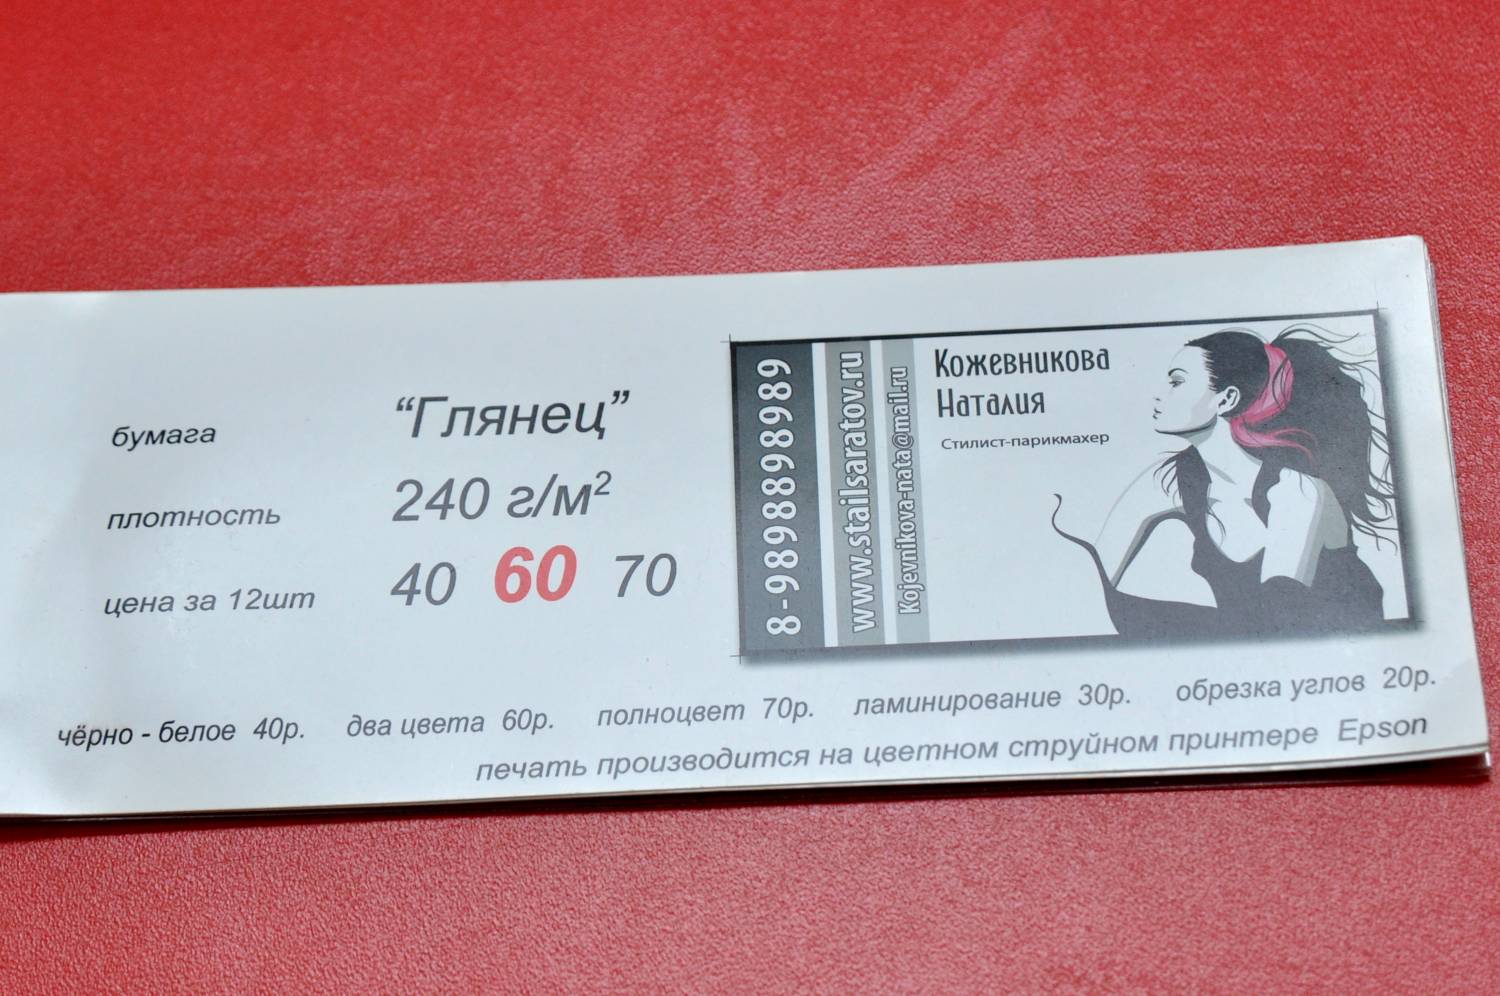 бумага "Глянец"
плотность 240 г/м²
цена за 12шт 40 60 70
8-9898898989
www.stailsaratov.ru
Kojevnikova-nata@mail.ru
Кожевникова
Наталия
Стилист-парикмахер
чёрно - белое 40р. два цвета 60р. полноцвет 70р. ламинирование 30р. обрезка углов 20р.
печать производится на цветном струйном принтере Epson